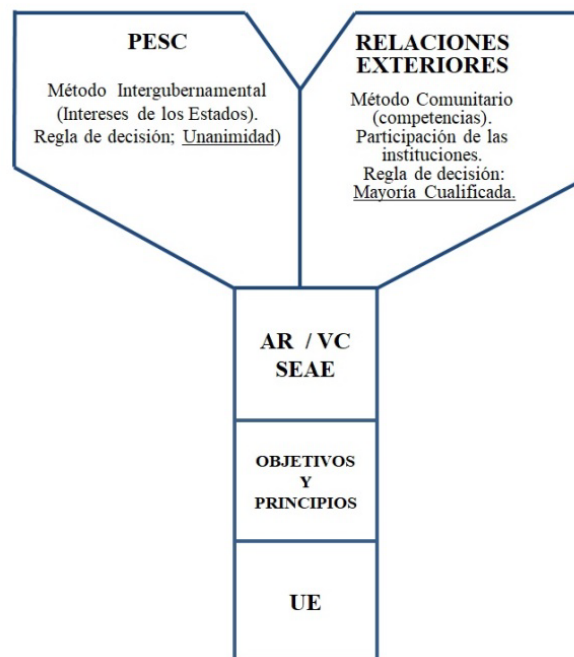 PESC
Método Intergubernamental
(Intereses de los Estados).
Regla de decisión; Unanimidad)
RELACIONES
EXTERIORES
Método Comunitario
(competencias).
Participación de las
instituciones.
Regla de decisión:
Mayoría Cualificada.
AR / VC
SEAE
OBJETIVOS
Y
PRINCIPIOS
UE